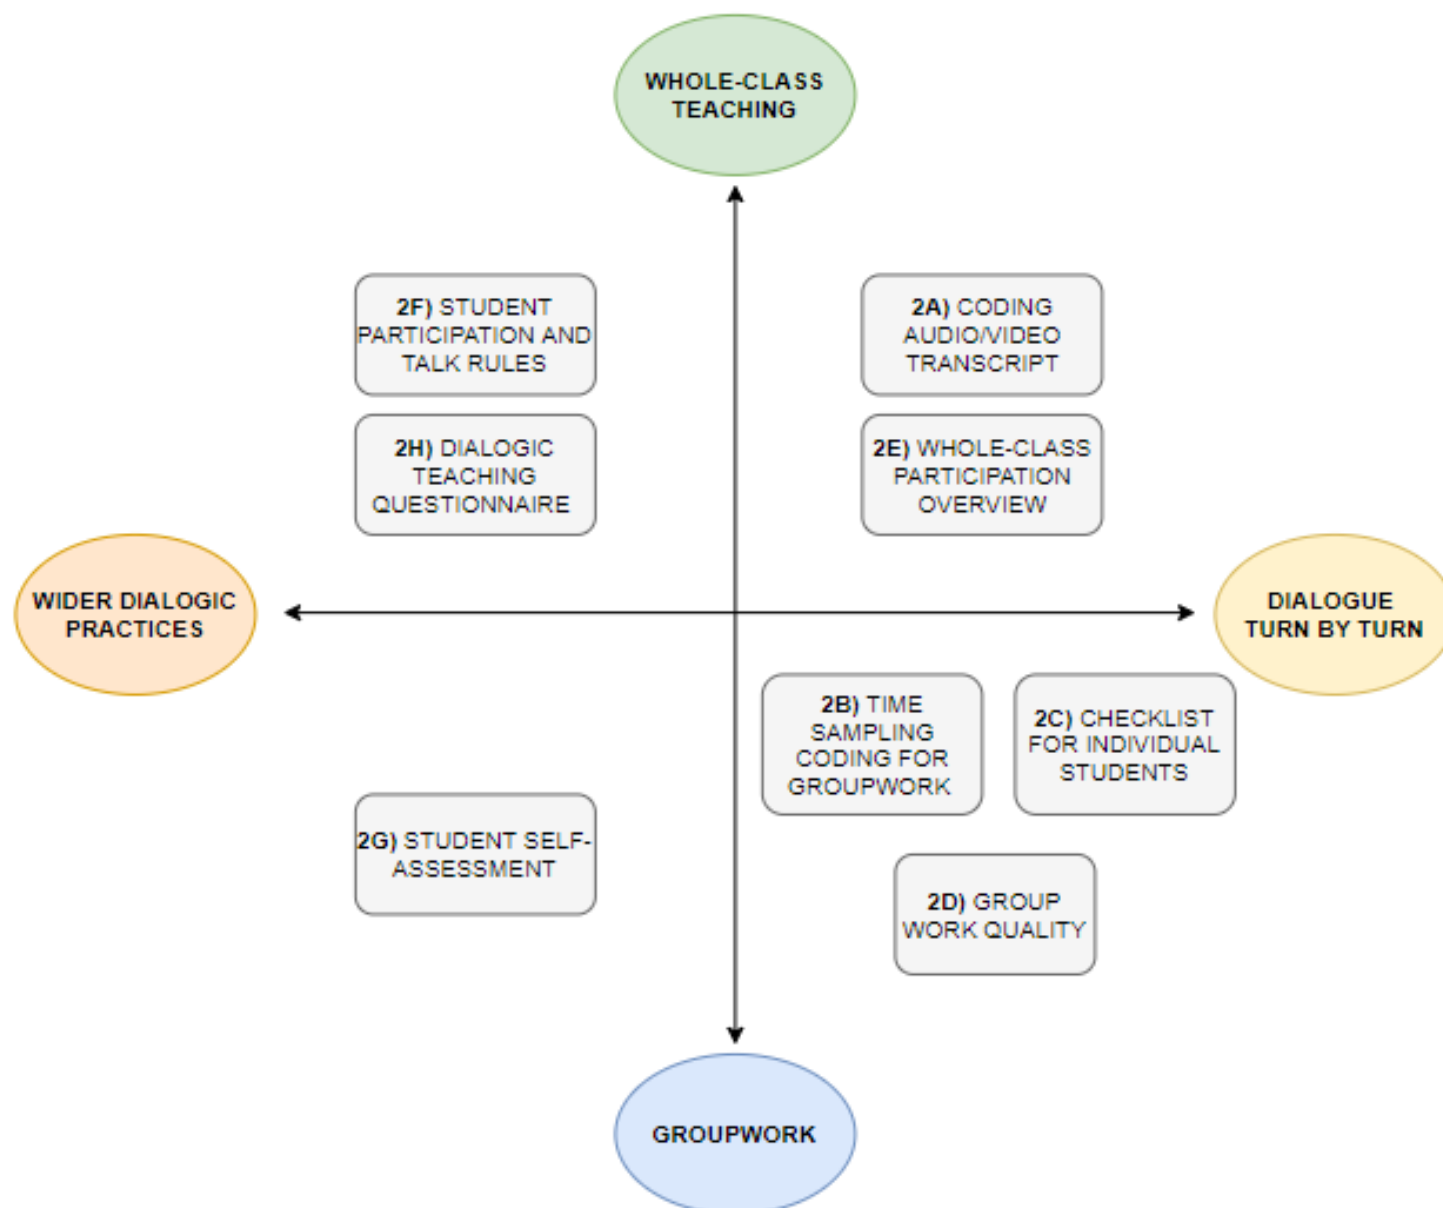 WHOLE-CLASS
TEACHING
2F) STUDENT
PARTICIPATION AND
TALK RULES
2A) CODING
AUDIO/VIDEO
TRANSCRIPT
2H) DIALOGIC
TEACHING
QUESTIONNAIRE
2E) WHOLE-CLASS
PARTICIPATION
OVERVIEW
WIDER DIALOGIC
PRACTICES
DIALOGUE
TURN BY TURN
2B) TIME
SAMPLING
CODING FOR
GROUPWORK
2C) CHECKLIST
FOR INDIVIDUAL
STUDENTS
2G) STUDENT SELF-
ASSESSMENT
2D) GROUP
WORK QUALITY
GROUPWORK